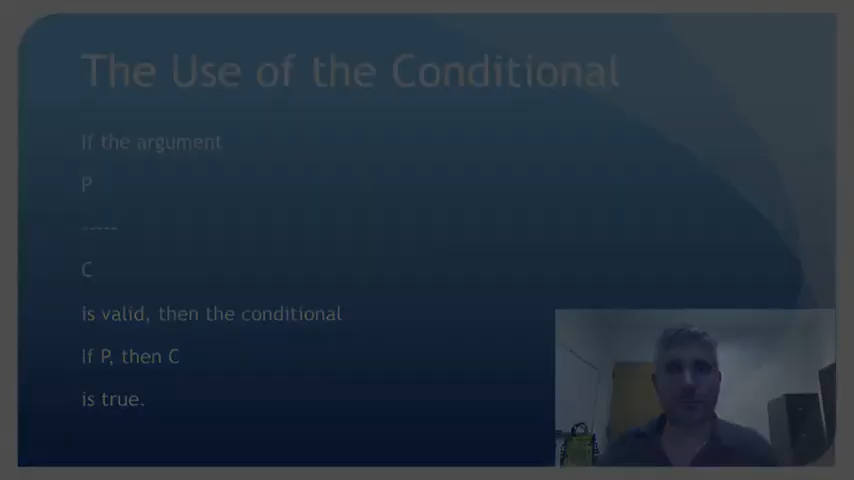 The Use of the Conditional
If the argument
P
-----
C
is valid, then the conditional
If P, then C
is true.